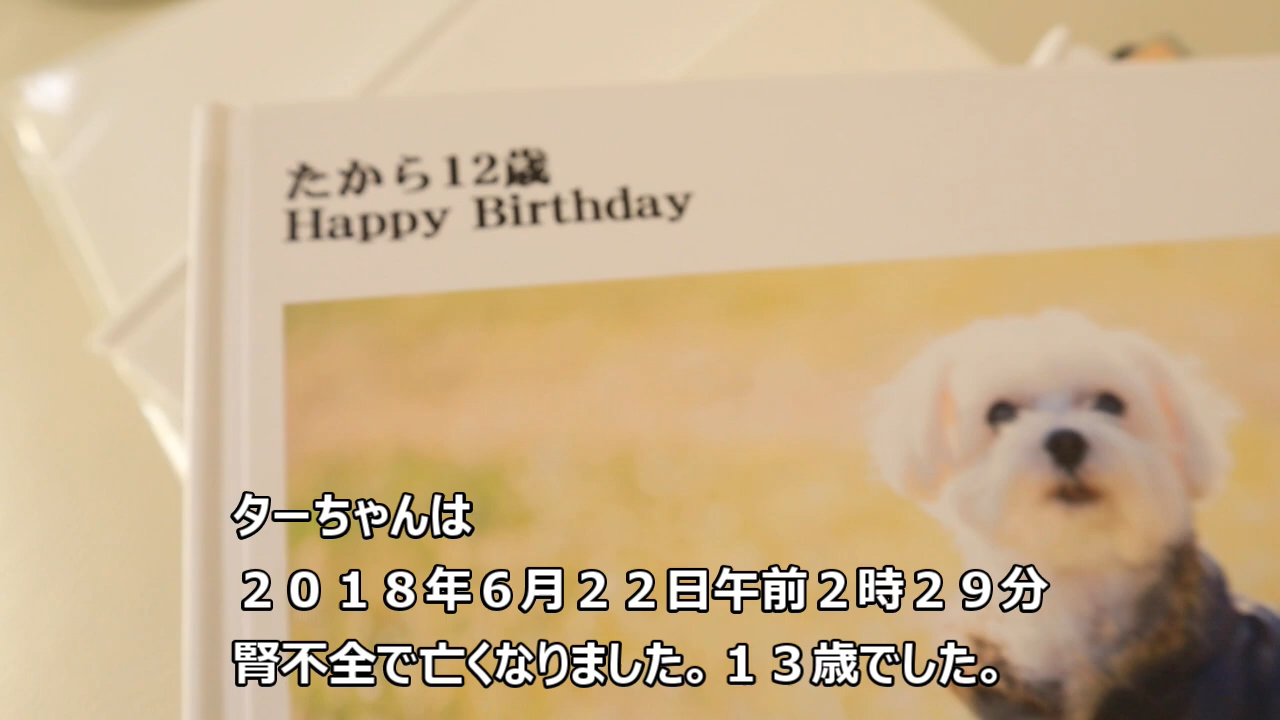 たから12歳
Happy Birthday
ターちゃんは
２０１８年６月２２日午前２時２９分
腎不全で亡くなりました。１３歳でした。